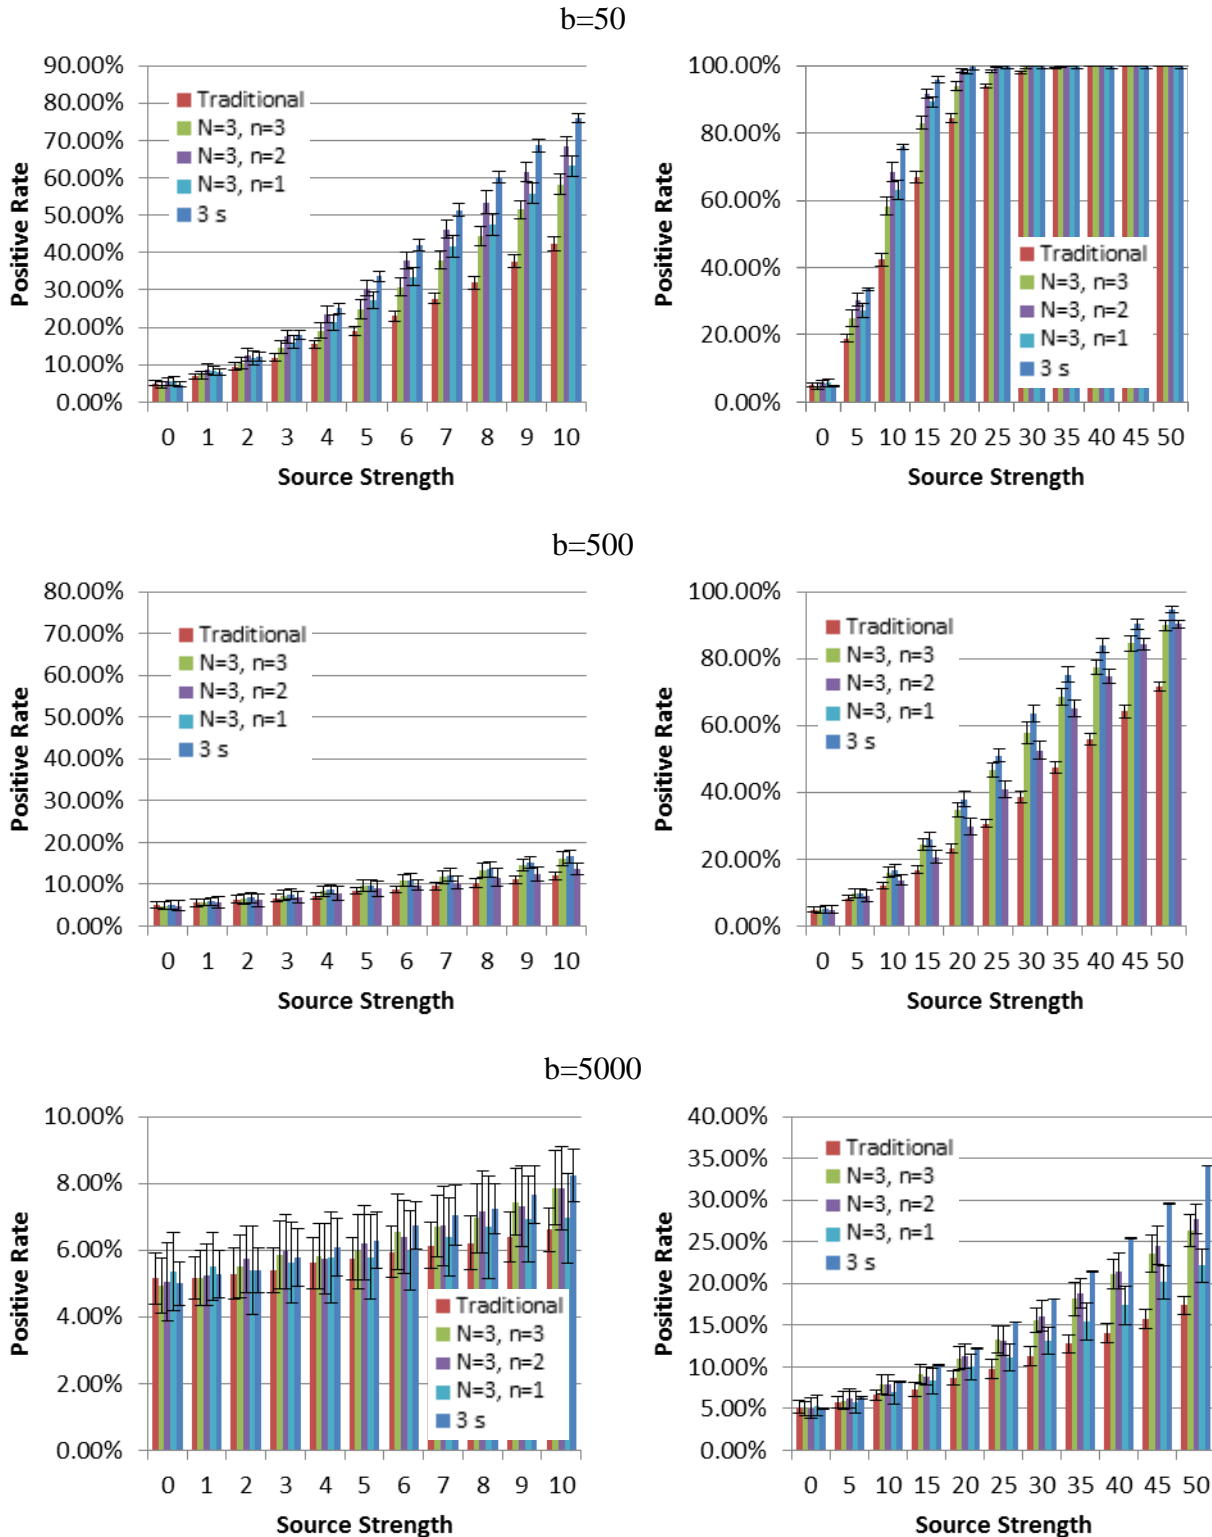 b=50
90.00%
80.00%
70.00%
60.00%
50.00%
40.00%
30.00%
20.00%
10.00%
0.00%
Positive Rate
Traditional
N=3, n=3
N=3, n=2
N=3, n=1
3 s
0 1 2 3 4 5 6 7 8 9 10
Source Strength
100.00%
80.00%
60.00%
40.00%
20.00%
0.00%
Positive Rate
Traditional
N=3, n=3
N=3, n=2
N=3, n=1
3 s
0 5 10 15 20 25 30 35 40 45 50
Source Strength
b=500
80.00%
70.00%
60.00%
50.00%
40.00%
30.00%
20.00%
10.00%
0.00%
Positive Rate
Traditional
N=3, n=3
N=3, n=2
N=3, n=1
3 s
0 1 2 3 4 5 6 7 8 9 10
Source Strength
100.00%
80.00%
60.00%
40.00%
20.00%
0.00%
Positive Rate
Traditional
N=3, n=3
N=3, n=2
N=3, n=1
3 s
0 5 10 15 20 25 30 35 40 45 50
Source Strength
b=5000
10.00%
8.00%
6.00%
4.00%
2.00%
0.00%
Positive Rate
Traditional
N=3, n=3
N=3, n=2
N=3, n=1
3 s
0 1 2 3 4 5 6 7 8 9 10
Source Strength
40.00%
35.00%
30.00%
25.00%
20.00%
15.00%
10.00%
5.00%
0.00%
Positive Rate
Traditional
N=3, n=3
N=3, n=2
N=3, n=1
3 s
0 5 10 15 20 25 30 35 40 45 50
Source Strength